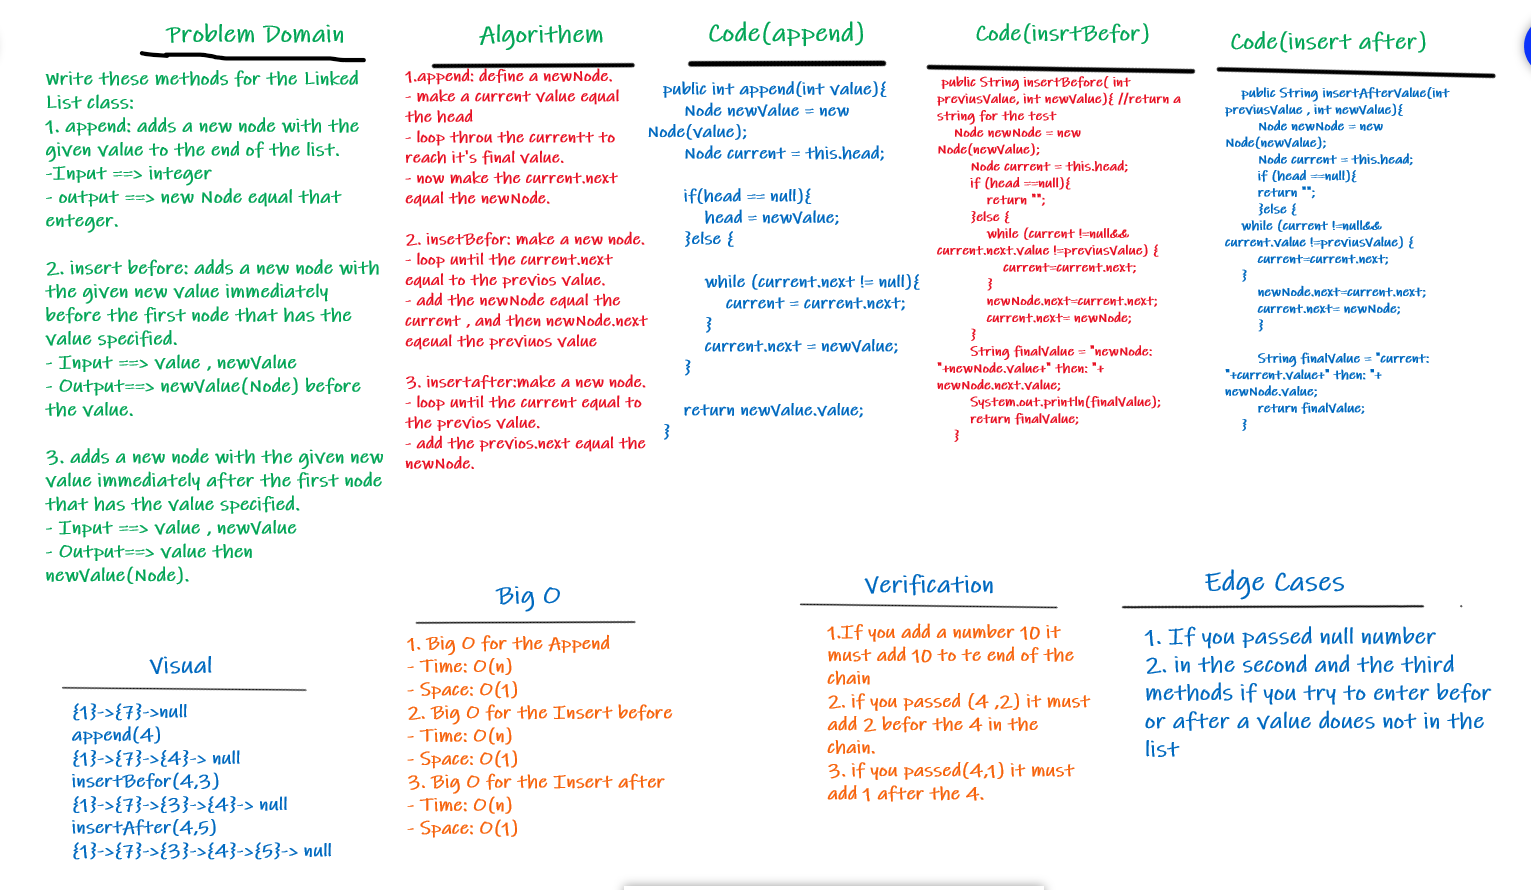 Problem Domain
Write these methods for the Linked
List class:
1. append: adds a new node with the
given value to the end of the list.
-Input ==> integer
- output ==> new Node equal that
enteger.
2. insert before: adds a new node with
the given new value immediately
before the first node that has the
value specified.
- Input ==> value , newValue
- Output==> newValue(Node) before
the value.
3. adds a new node with the given new
value immediately after the first node
that has the value specified.
- Input ==> value , newValue
- Output==> value then
newValue(Node).
Algorithem
1.append: define a newNode.
- make a current value equal
the head
- loop throu the currentt to
reach it's final value.
- now make the current.next
equal the newNode.
2. insetBefor: make a new node.
- loop until the current.next
equal to the previos value.
- add the newNode equal the
current , and then newNode.next
eqeual the previuos value
3. insertafter:make a new node.
- loop until the current equal to
the previos value.
- add the previos.next equal the
newNode.
Code(append)
public int append(int value){
Node newValue = new
Node(value);
Node current = this.head;
if(head == null){
head = newValue;
}else {
while (current.next != null){
current = current.next;
}
current.next = newValue;
}
return newValue.value;
}
Code(insrtBefor)
public String insertBefore( int
previusValue, int newValue){ //return a
string for the test
Node newNode = new
Node(newValue);
Node current = this.head;
if (head ==null){
return "";
}else {
while (current !=null&&
current.next.value !=previusValue) {
current=current.next;
}
newNode.next=current.next;
current.next= newNode;
}
String finalValue = "newNode:
"+newNode.value+" then: "+
newNode.next.value;
System.out.println(finalValue);
return finalValue;
}
Code(insert after)
public String insertAfterValue(int
previusValue , int newValue){
Node newNode = new
Node(newValue);
Node current = this.head;
if (head ==null){
return "";
}else {
while (current !=null&&
current.value !=previusValue) {
current=current.next;
}
newNode.next=current.next;
current.next= newNode;
}
String finalValue = "current:
"+current.value+" then: "+
newNode.value;
return finalValue;
}
Visual
{1}->{7}->null
append(4)
{1}->{7}->{4}-> null
insertBefor(4,3)
{1}->{7}->{3}->{4}-> null
insertAfter(4,5)
{1}->{7}->{3}->{4}->{5}-> null
Big O
1. Big O for the Append
- Time: O(n)
- Space: O(1)
2. Big O for the Insert before
- Time: O(n)
- Space: O(1)
3. Big O for the Insert after
- Time: O(n)
- Space: O(1)
Verification
1.If you add a number 10 it
must add 10 to te end of the
chain
2. if you passed (4 ,2) it must
add 2 befor the 4 in the
chain.
3. if you passed(4,1) it must
add 1 after the 4.
Edge Cases
1. If you passed null number
2. in the second and the third
methods if you try to enter befor
or after a value doues not in the
list